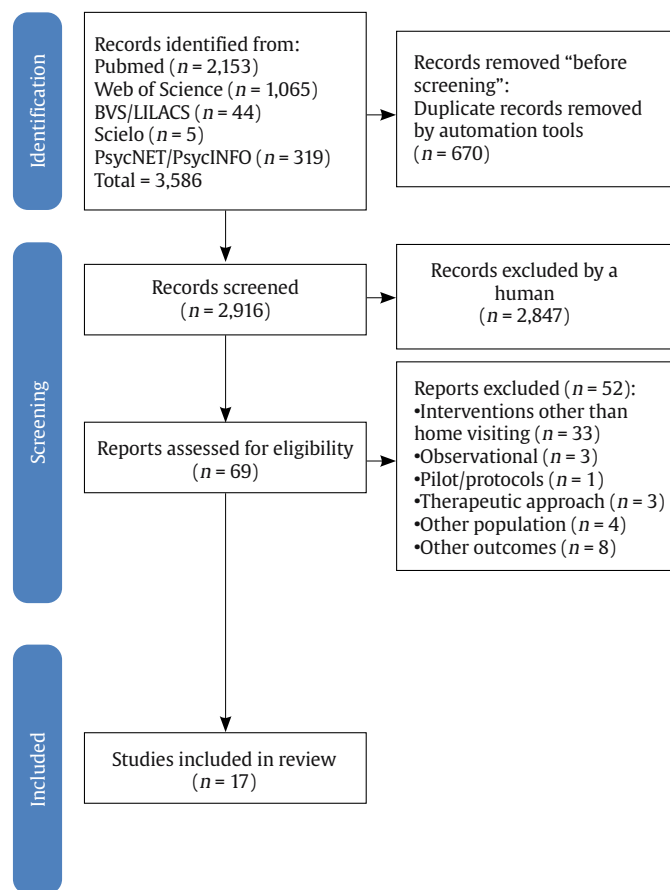 Identification
Records identified from:
Pubmed (n = 2,153)
Web of Science (n = 1,065)
BVS/LILACS (n = 44)
Scielo (n = 5)
PsycNET/PsycINFO (n = 319)
Total = 3,586
Records removed “before
screening”:
Duplicate records removed
by automation tools
(n = 670)
Screening
Records screened
(n = 2,916)
Records excluded by a
human
(n = 2,847)
Reports assessed for eligibility
(n = 69)
Reports excluded (n = 52):
•Interventions other than
home visiting (n = 33)
•Observational (n = 3)
•Pilot/protocols (n = 1)
•Therapeutic approach (n = 3)
•Other population (n = 4)
•Other outcomes (n = 8)
Included
Studies included in review
(n = 17)